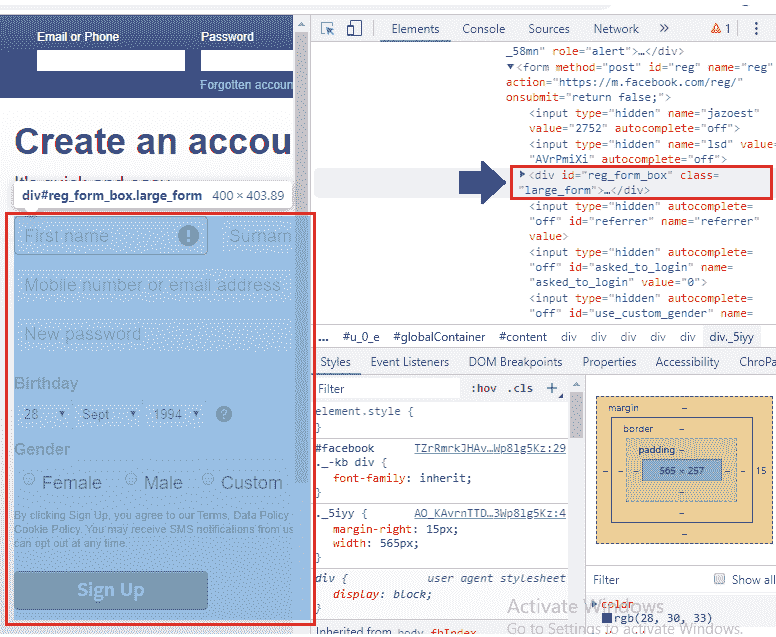 Email or Phone
Password
Forgotten accoun
Create an accou
It's quick and easy
div#reg_form_box.large_form 400 × 403.89
First name
Surnam
Mobile number or email address
New password
Birthday
28 Sept 1994 ?
Gender
Female Male Custom
By clicking Sign Up, you agree to our Terms, Data Policy
Cookie Policy. You may receive SMS notifications from us
can opt out at any time.
Sign Up
Elements Console Sources Network » 1
_58mn" role="alert">…</div>
▼<form method="post" id="reg" name="reg"
action="https://m.facebook.com/reg/"
onsubmit="return false;">
<input type="hidden" name="jazoest"
value="2752" autocomplete="off">
<input type="hidden" name="lsd" value=
"AVrPmiXi" autocomplete="off">
▶<div id="reg_form_box" class=
"large_form">…</div>
<input type="hidden" autocomplete=
"off" id="referrer" name="referrer"
value>
<input type="hidden" autocomplete=
"off" id="asked_to_login" name=
"asked_to_login" value="0">
<input type="hidden" autocomplete=
"off" id="use_custom_gender" name=
… #u_0_e #globalContainer #content div div div div div div._5iyy
Styles Event Listeners DOM Breakpoints Properties Accessibility ChroPa
Filter :hov .cls +
element.style {
}
#facebook TZrRmrkJHAv…Wp8lg5Kz:29
._-kb div {
font-family: inherit;
}
._5iyy { AO_KAvrnTTD…3Wp8lg5Kz:4
margin-right: 15px;
width: 565px;
}
div { user agent stylesheet
display: block;
}
Inherited from body.fbIndex
margin –
border –
padding –
– – – 565 × 257 – – 15
–
–
–
Filter Show all
▶color
rgb(28, 30, 33)
Activate Windows
Go to Settings to activate Windows.